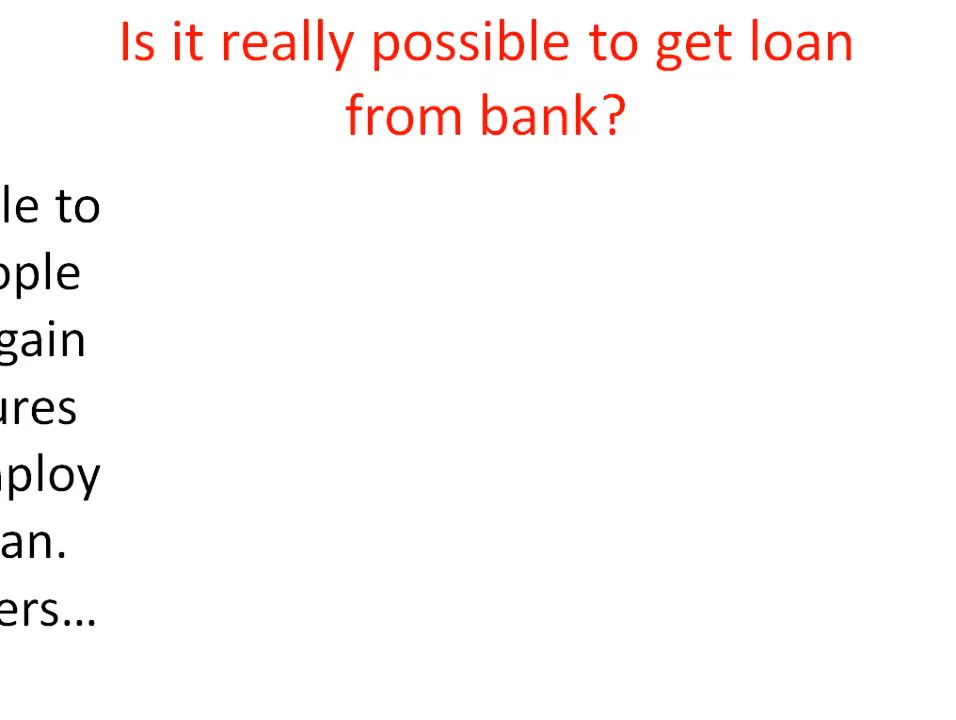 Is it really possible to get loan
from bank?
le to
ople
gain
ures
ploy
an.
ers…